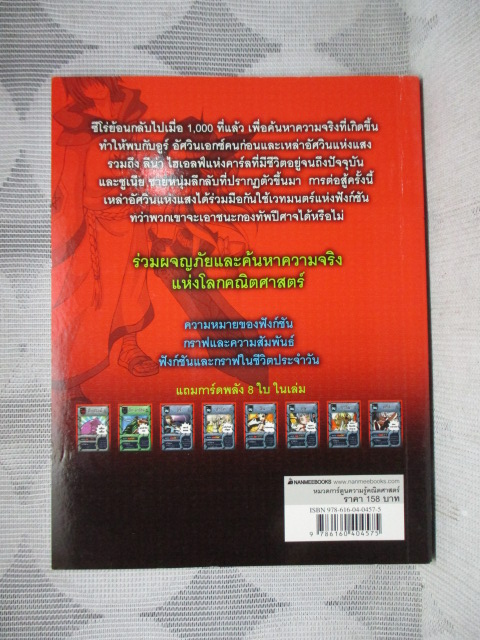 ซีโร่ย้อนกลับไปเมื่อ 1,000 ที่แล้ว เพื่อค้นหาความจริงที่เกิดขึ้น
ทำให้พบกับอูร์ อัศวินเอกซ์คนก่อนและเหล่าอัศวินแห่งแสง
รวมถึง ลีน่า ไฮเอลฟ์แห่งคาร์ลที่มีชีวิตอยู่จนถึงปัจจุบัน
และซูเนีย ชายหนุ่มลึกลับที่ปรากฏตัวขึ้นมา การต่อสู้ครั้งนี้
เหล่าอัศวินแห่งแสงได้ร่วมมือกันใช้เวทมนตร์แห่งฟังก์ชัน
ทว่าพวกเขาจะเอาชนะกองทัพปีศาจได้หรือไม่
ร่วมผจญภัยและค้นหาความจริง
แห่งโลกคณิตศาสตร์
ความหมายของฟังก์ชัน
กราฟและความสัมพันธ์
ฟังก์ชันและกราฟในชีวิตประจำวัน
แถมการ์ดพลัง 8 ใบ ในเล่ม
NANMEEBOOKS www.nanmeebooks.com
หมวดการ์ตูนความรู้คณิตศาสตร์
ราคา 158 บาท
ISBN 978-616-04-0457-5
9 786160 404575